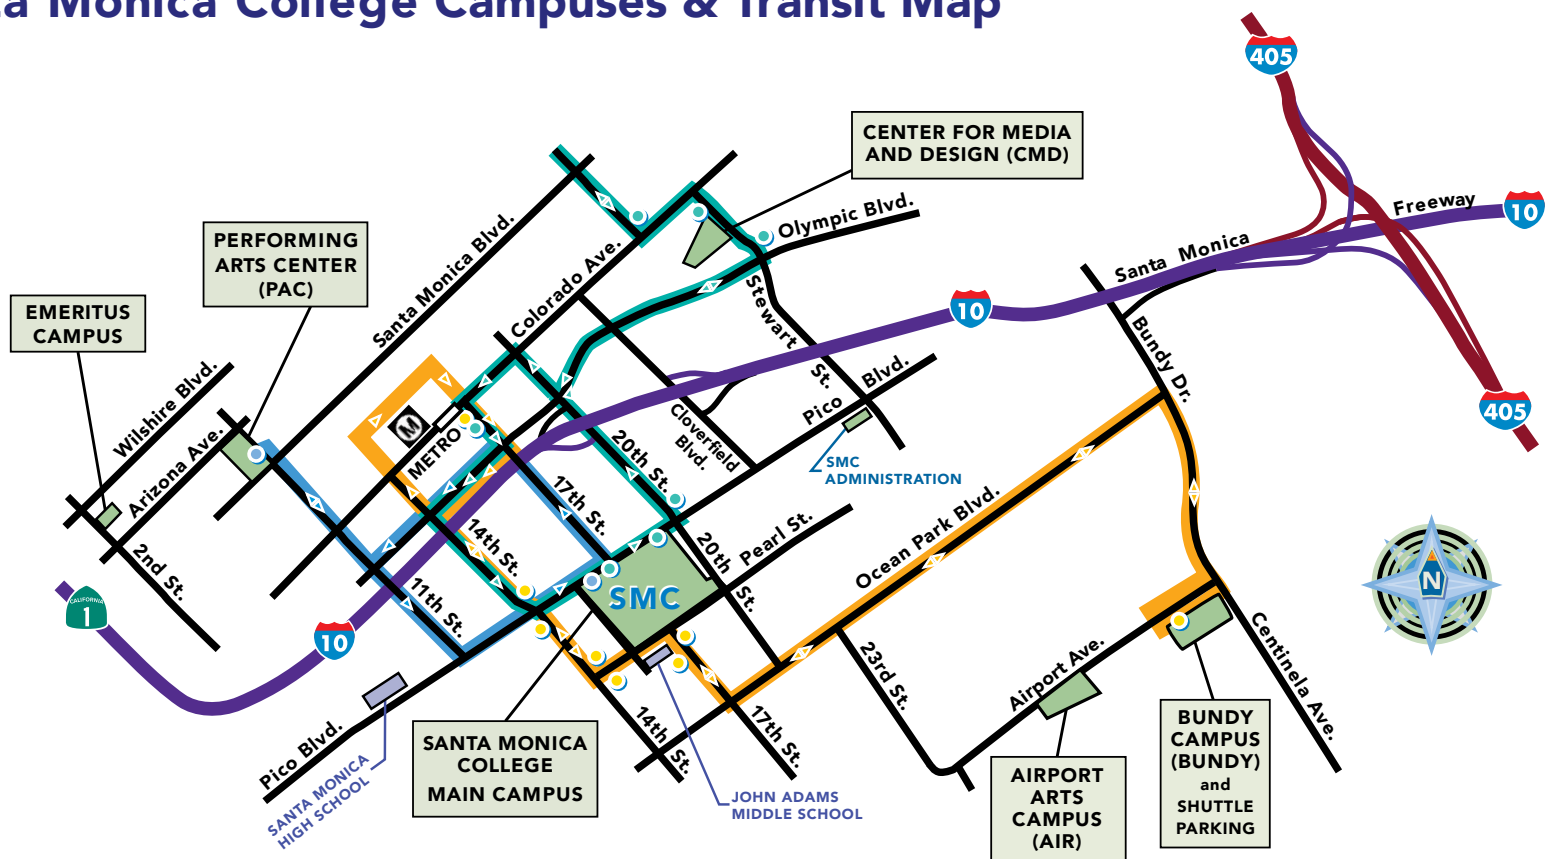 Monica College Campuses & Transit Map
405
CENTER FOR MEDIA
AND DESIGN (CMD)
Freeway
10
Olympic Blvd.
PERFORMING
ARTS CENTER
(PAC)
Santa Monica Blvd.
Colorado Ave.
Santa Monica
EMERITUS
CAMPUS
Stewart
St.
10
Bundy Dr.
Wilshire Blvd.
Arizona Ave.
M
METRO
Cloverfield
Blvd.
Pico Blvd.
405
20th St.
SMC
ADMINISTRATION
17th St.
14th St.
20th
St.
Pearl St.
Ocean Park Blvd.
2nd St.
11th St.
SMC
N
CALIFORNIA
1
10
Centinela Ave.
23rd St.
Airport Ave.
Pico Blvd.
SANTA MONICA
HIGH SCHOOL
SANTA MONICA
COLLEGE
MAIN CAMPUS
14th St.
17th St.
JOHN ADAMS
MIDDLE SCHOOL
AIRPORT
ARTS
CAMPUS
(AIR)
BUNDY
CAMPUS
(BUNDY)
and
SHUTTLE
PARKING